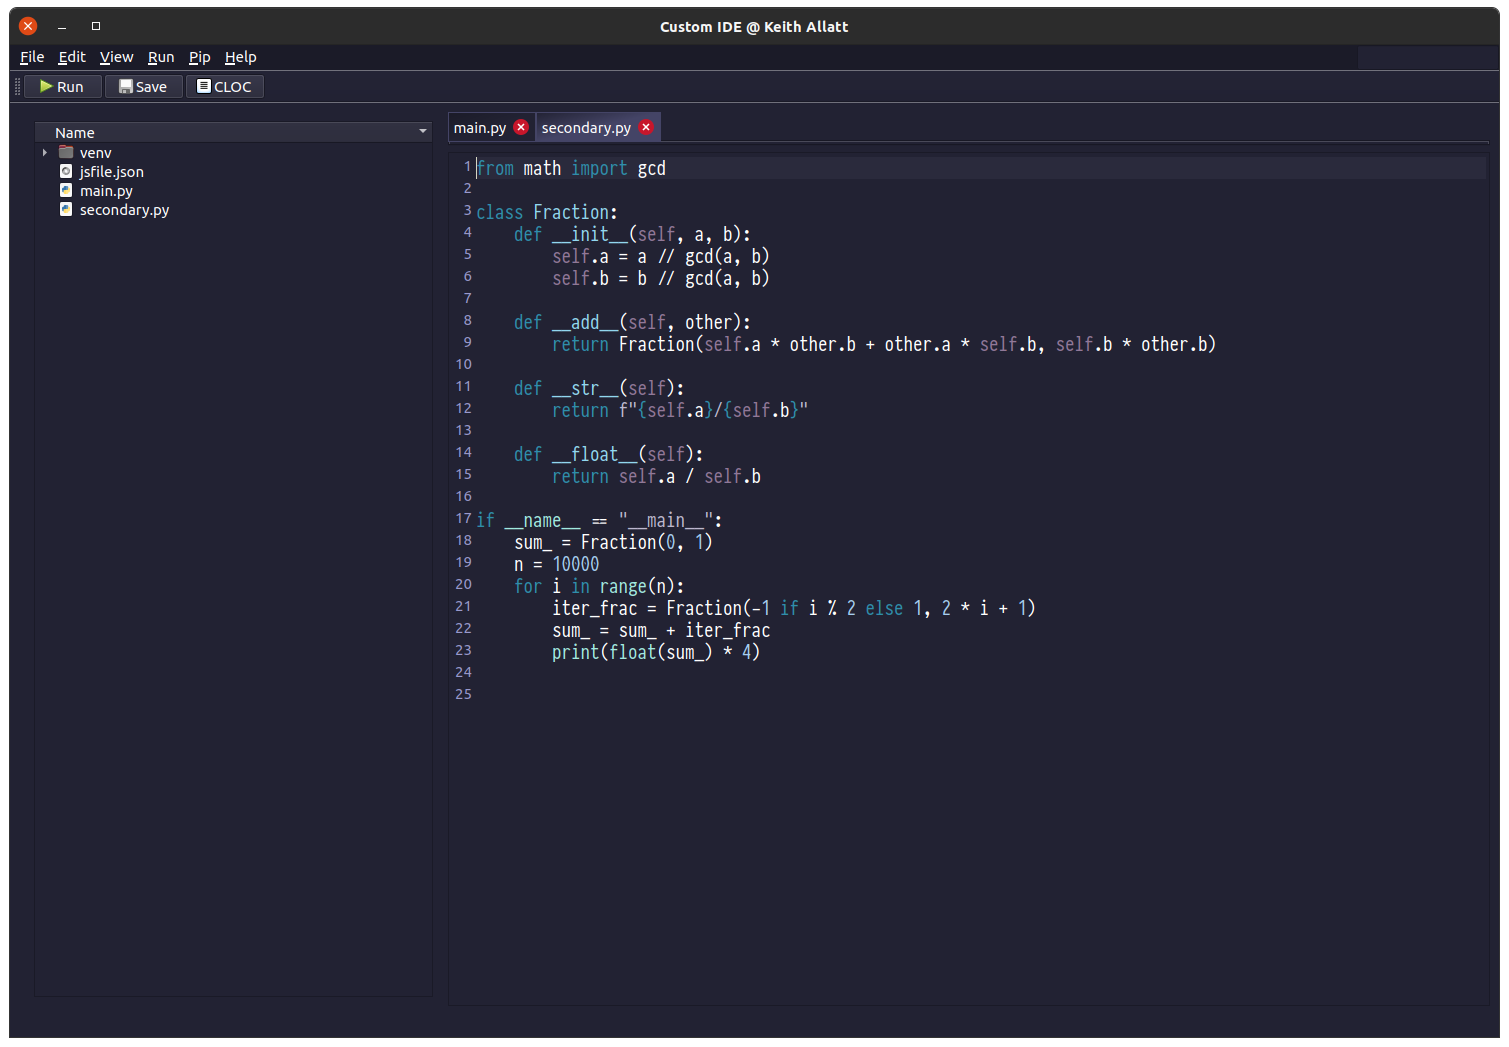 Custom IDE @ Keith Allatt
File Edit View Run Pip Help
Run Save CLOC
Name
venv
jsfile.json
main.py
secondary.py
main.py secondary.py
1 from math import gcd
2
3 class Fraction:
4     def __init__(self, a, b):
5         self.a = a // gcd(a, b)
6         self.b = b // gcd(a, b)
7
8     def __add__(self, other):
9         return Fraction(self.a * other.b + other.a * self.b, self.b * other.b)
10
11     def __str__(self):
12         return f"{self.a}/{self.b}"
13
14     def __float__(self):
15         return self.a / self.b
16
17 if __name__ == "__main__":
18     sum_ = Fraction(0, 1)
19     n = 10000
20     for i in range(n):
21         iter_frac = Fraction(-1 if i % 2 else 1, 2 * i + 1)
22         sum_ = sum_ + iter_frac
23         print(float(sum_) * 4)
24
25